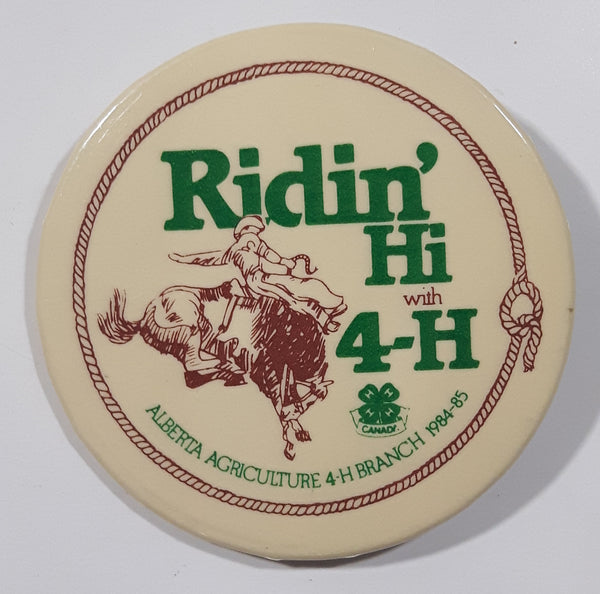 Ridin'
Hi
with
4-H
CANADA
ALBERTA AGRICULTURE 4-H BRANCH 1984-85